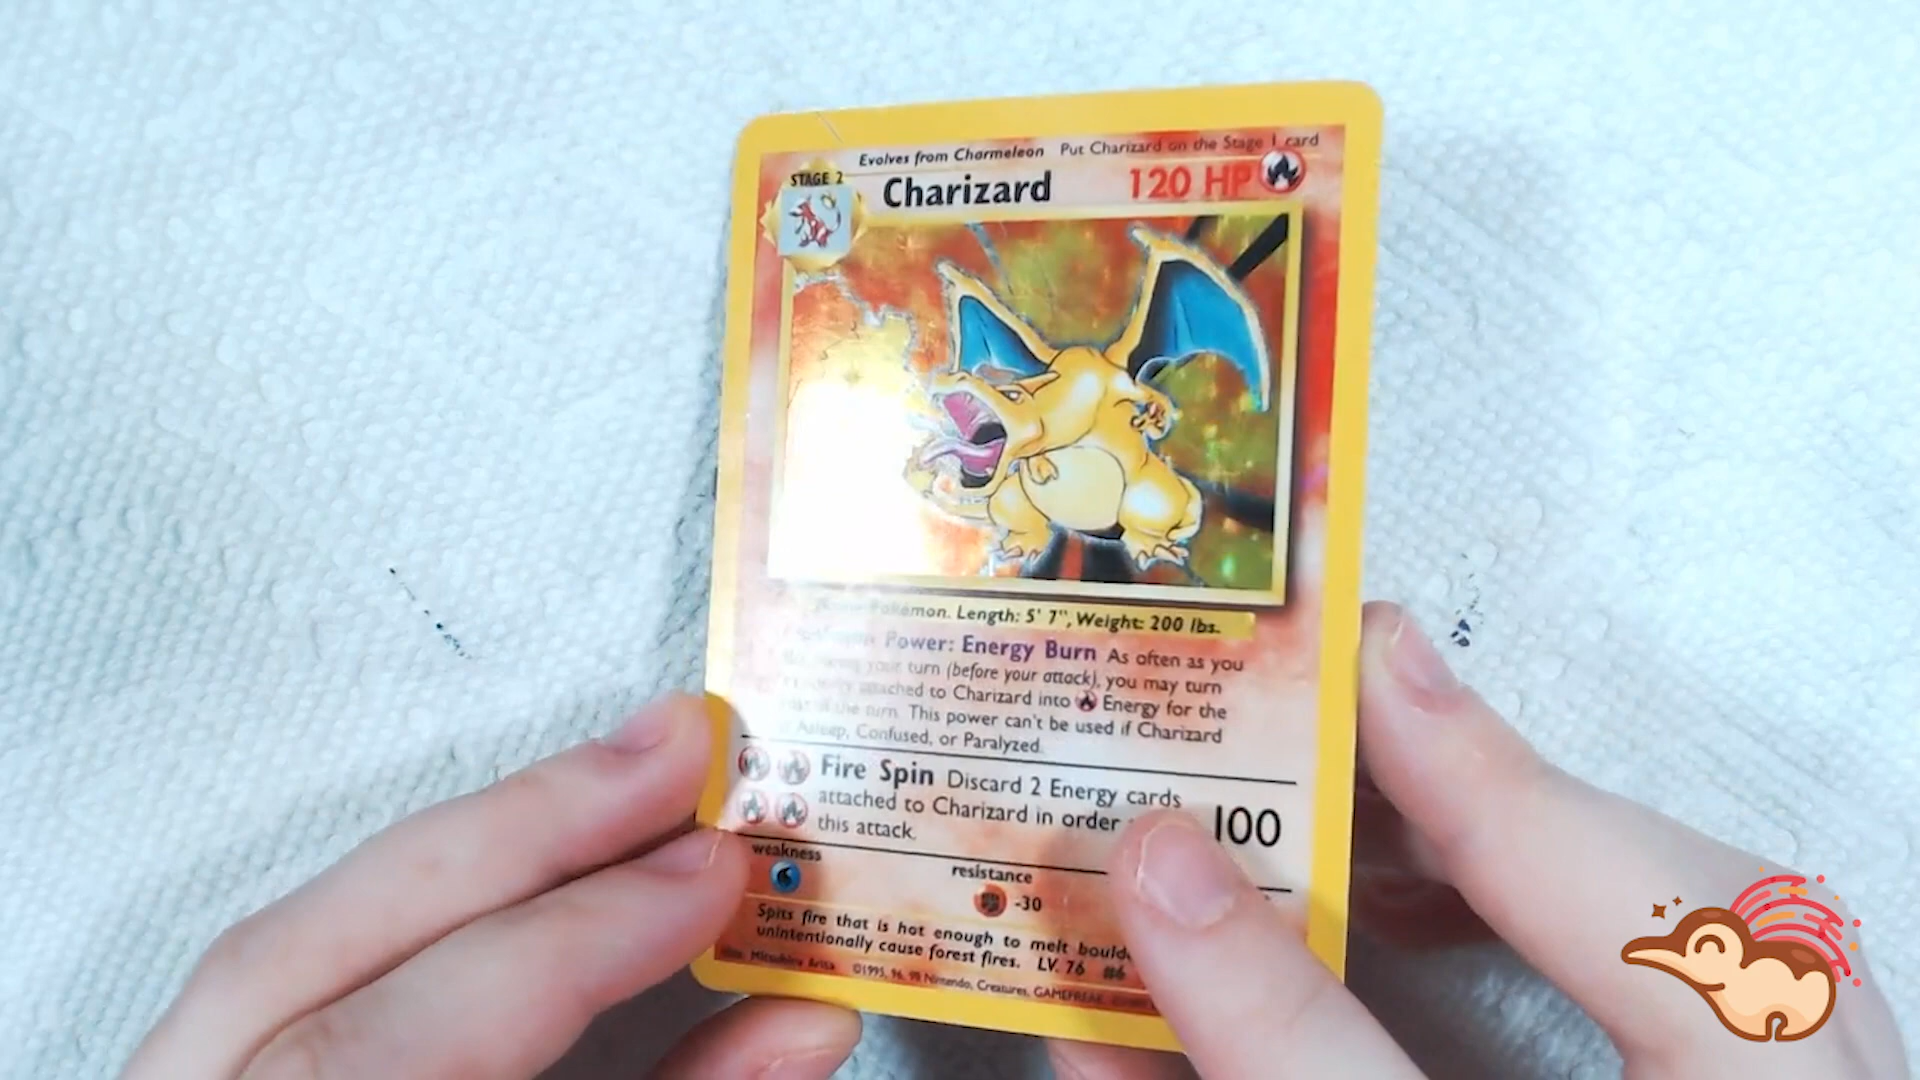 Evolves from Charmeleon Put Charizard on the Stage 1 card
STAGE 2
Charizard
120 HP
Pokémon. Length: 5' 7", Weight: 200 lbs.
Power: Energy Burn As often as you
your turn (before your attack), you may turn
attached to Charizard into Energy for the
the turn. This power can't be used if Charizard
Asleep, Confused, or Paralyzed.
Fire Spin Discard 2 Energy cards
attached to Charizard in order
this attack.
100
weakness
resistance
-30
Spits fire that is hot enough to melt
unintentionally cause forest fires. LV. 76 #6
Mitsuhiro Arita ©1995, 96, 98 Nintendo, Creatures, GAMEFREAK.